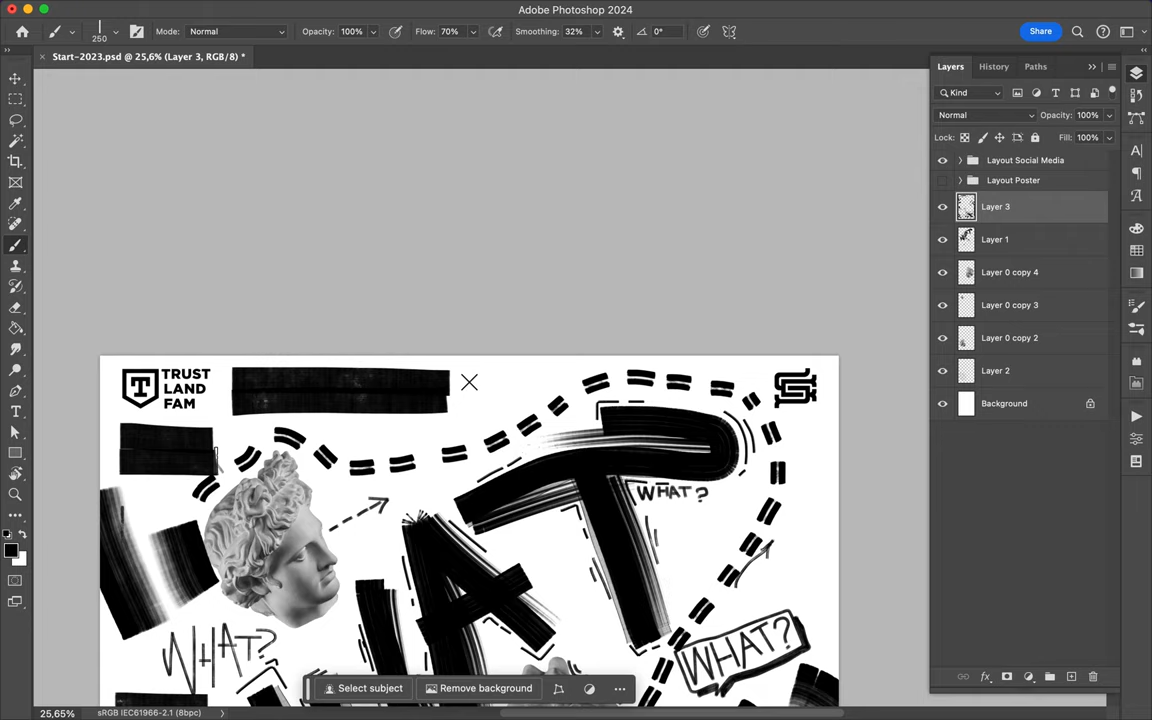 Adobe Photoshop 2024
250
Mode: Normal
Opacity: 100%
Flow: 70%
Smoothing: 32%
0°
Share
Start-2023.psd @ 25,6% (Layer 3, RGB/8) *
Layers
History
Paths
Kind
Normal
Opacity: 100%
Lock:
Fill: 100%
Layout Social Media
Layout Poster
Layer 3
Layer 1
Layer 0 copy 4
Layer 0 copy 3
Layer 0 copy 2
Layer 2
Background
TRUST
LAND
FAM
WHAT?
WHAT?
WHAT?
Select subject
Remove background
25,65%
sRGB IEC61966-2.1 (8bpc)